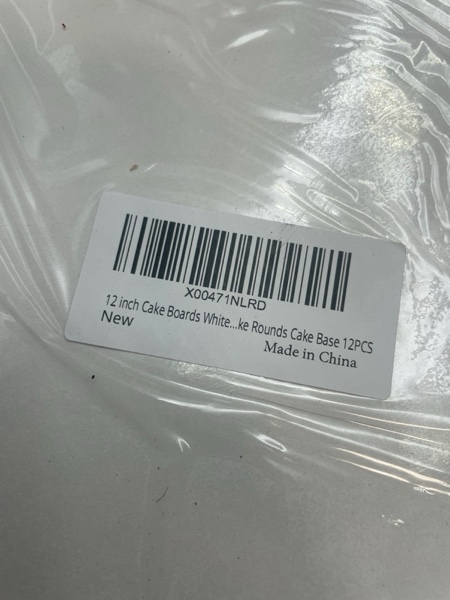 X00471NLRD
12 inch Cake Boards White...ke Rounds Cake Base 12PCS
New
Made in China